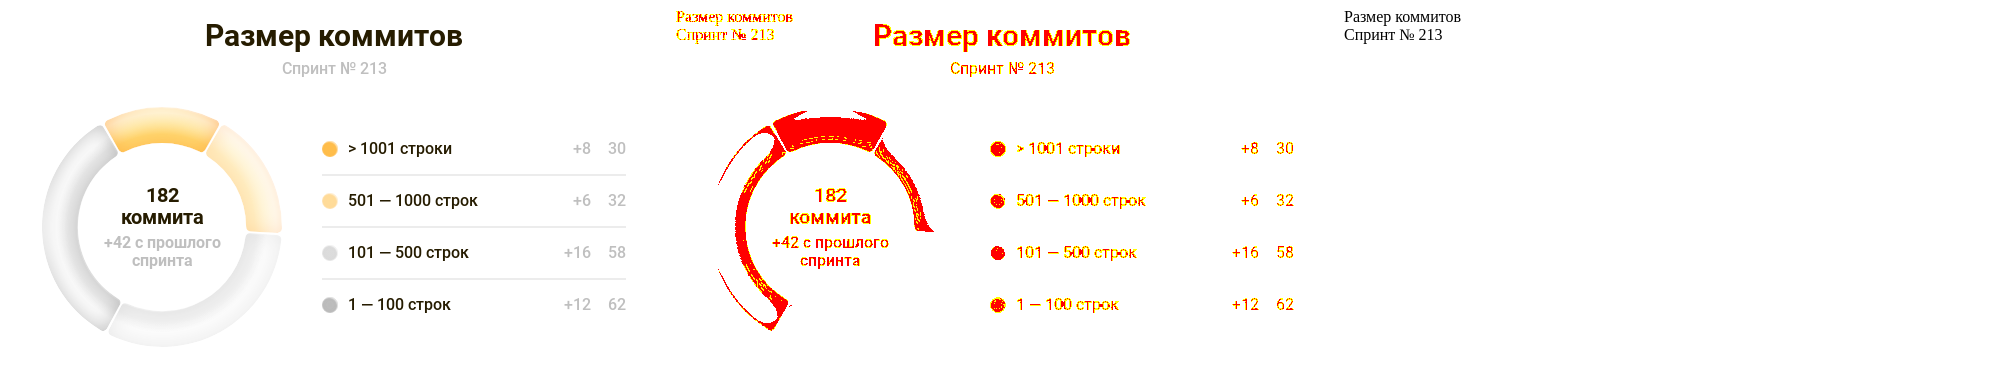 Размер коммитов
Спринт № 213
182
коммита
+42 с прошлого
спринта
> 1001 строки +8 30
501 — 1000 строк +6 32
101 — 500 строк +16 58
1 — 100 строк +12 62
Размер коммитов
Спринт № 213
Размер коммитов
Спринт № 213
182
коммита
+42 с прошлого
спринта
> 1001 строки +8 30
501 — 1000 строк +6 32
101 — 500 строк +16 58
1 — 100 строк +12 62
Размер коммитов
Спринт № 213